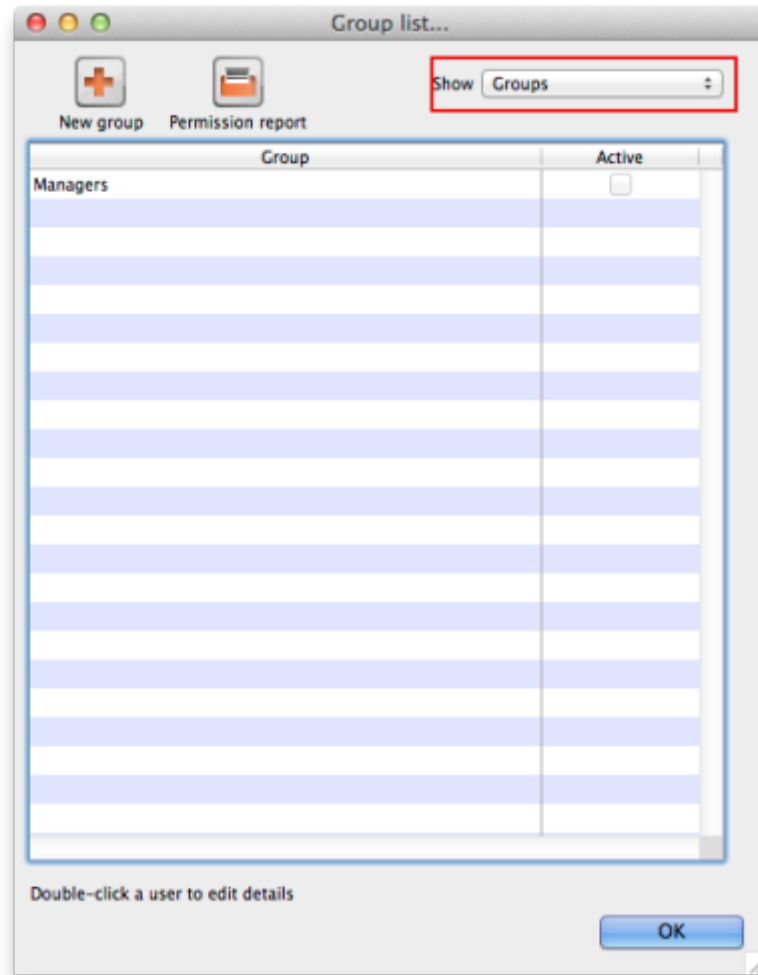 Group list...
Show Groups
New group Permission report
Group Active
Managers
Double-click a user to edit details
OK